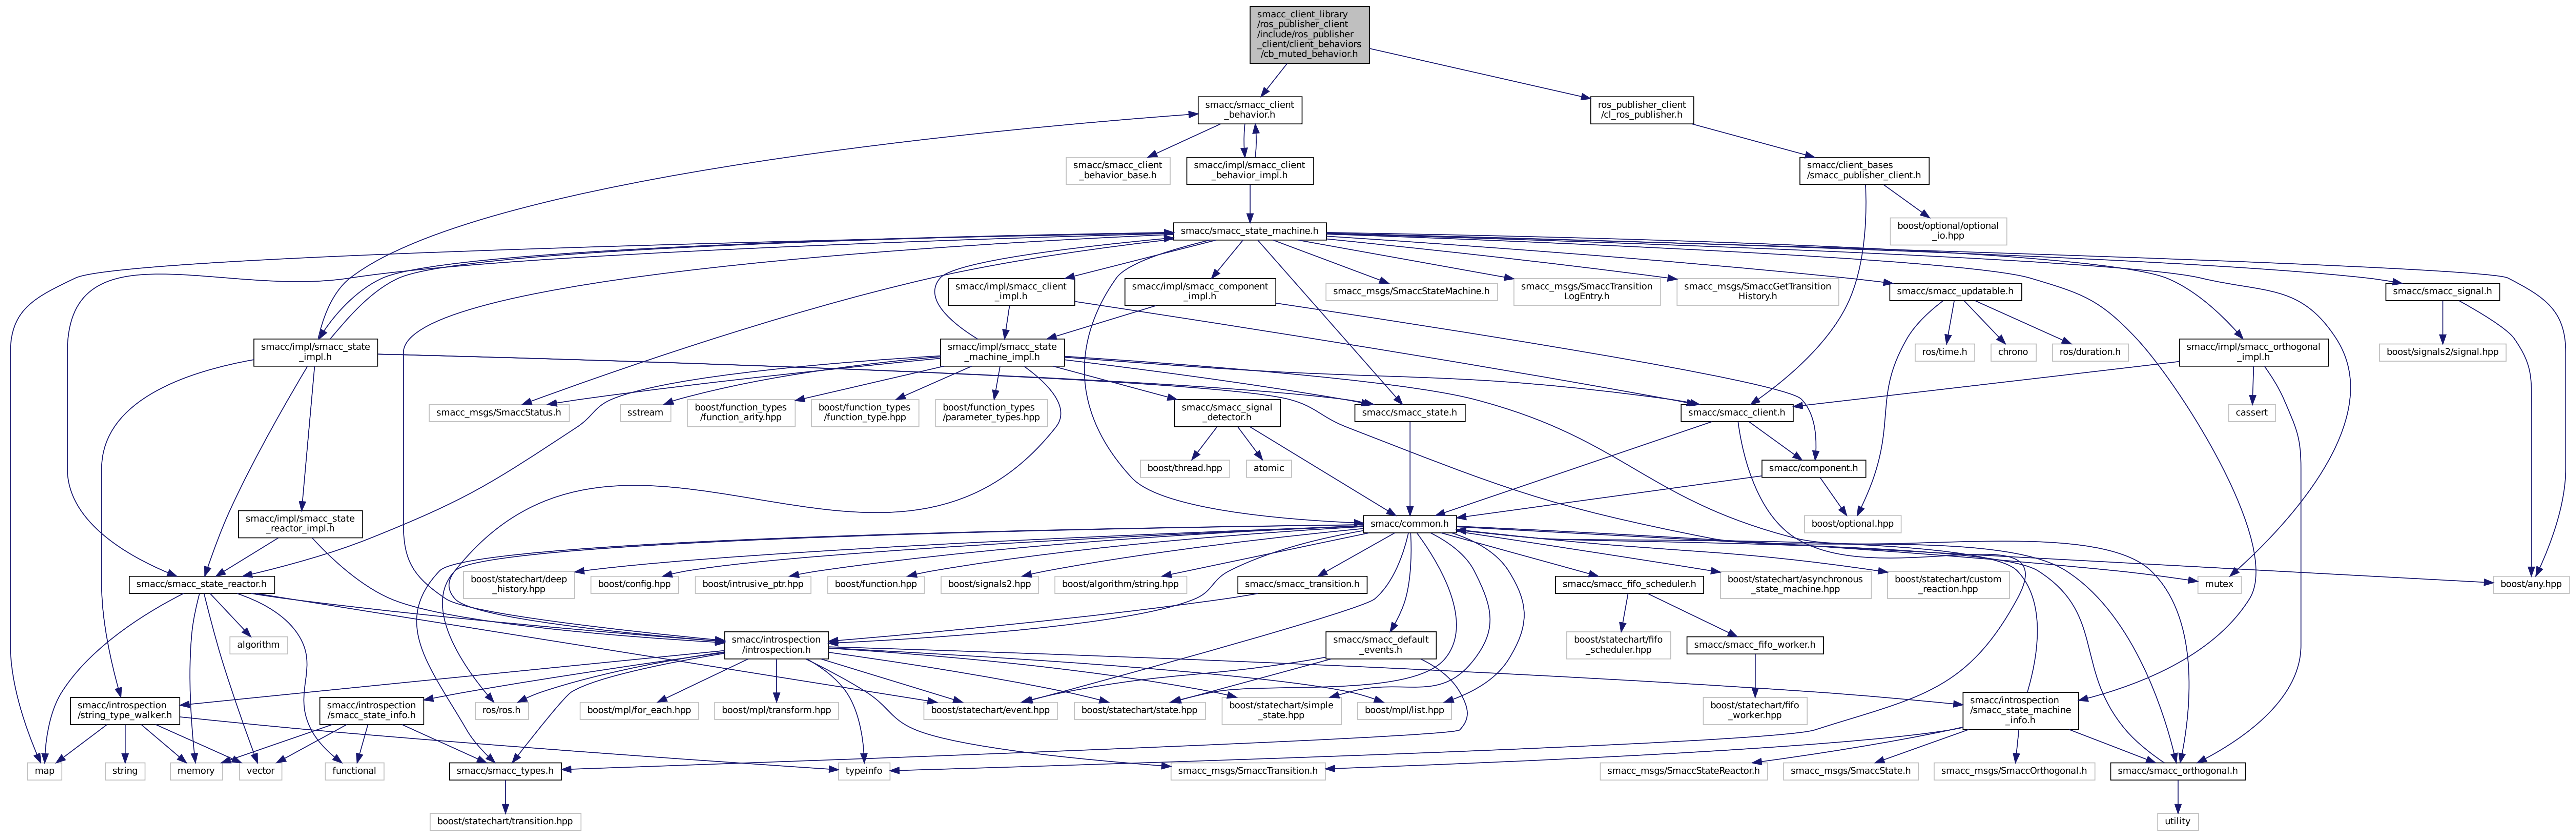 smacc_client_library
/ros_publisher_client
/include/ros_publisher
_client/client_behaviors
/cb_muted_behavior.h
smacc/smacc_client
_behavior.h
ros_publisher_client
/cl_ros_publisher.h
smacc/smacc_client
_behavior_base.h
smacc/impl/smacc_client
_behavior_impl.h
smacc/client_bases
/smacc_publisher_client.h
smacc/smacc_state_machine.h
boost/optional/optional
_io.hpp
smacc/impl/smacc_client
_impl.h
smacc/impl/smacc_component
_impl.h
smacc_msgs/SmaccStateMachine.h
smacc_msgs/SmaccTransition
LogEntry.h
smacc_msgs/SmaccGetTransition
History.h
smacc/smacc_updatable.h
smacc/smacc_signal.h
smacc/impl/smacc_state
_impl.h
smacc/impl/smacc_state
_machine_impl.h
ros/time.h
chrono
ros/duration.h
smacc/impl/smacc_orthogonal
_impl.h
boost/signals2/signal.hpp
smacc_msgs/SmaccStatus.h
sstream
boost/function_types
/function_arity.hpp
boost/function_types
/function_type.hpp
boost/function_types
/parameter_types.hpp
smacc/smacc_signal
_detector.h
smacc/smacc_state.h
smacc/smacc_client.h
cassert
boost/thread.hpp
atomic
smacc/component.h
smacc/impl/smacc_state
_reactor_impl.h
smacc/common.h
boost/optional.hpp
smacc/smacc_state_reactor.h
boost/statechart/deep
_history.hpp
boost/config.hpp
boost/intrusive_ptr.hpp
boost/function.hpp
boost/signals2.hpp
boost/algorithm/string.hpp
smacc/smacc_transition.h
smacc/smacc_fifo_scheduler.h
boost/statechart/asynchronous
_state_machine.hpp
boost/statechart/custom
_reaction.hpp
mutex
boost/any.hpp
algorithm
smacc/introspection
/introspection.h
smacc/smacc_default
_events.h
boost/statechart/fifo
_scheduler.hpp
smacc/smacc_fifo_worker.h
smacc/introspection
/string_type_walker.h
smacc/introspection
/smacc_state_info.h
ros/ros.h
boost/mpl/for_each.hpp
boost/mpl/transform.hpp
boost/statechart/event.hpp
boost/statechart/state.hpp
boost/statechart/simple
_state.hpp
boost/mpl/list.hpp
boost/statechart/fifo
_worker.hpp
smacc/introspection
/smacc_state_machine
_info.h
map
string
memory
vector
functional
smacc/smacc_types.h
typeinfo
smacc_msgs/SmaccTransition.h
smacc_msgs/SmaccStateReactor.h
smacc_msgs/SmaccState.h
smacc_msgs/SmaccOrthogonal.h
smacc/smacc_orthogonal.h
boost/statechart/transition.hpp
utility